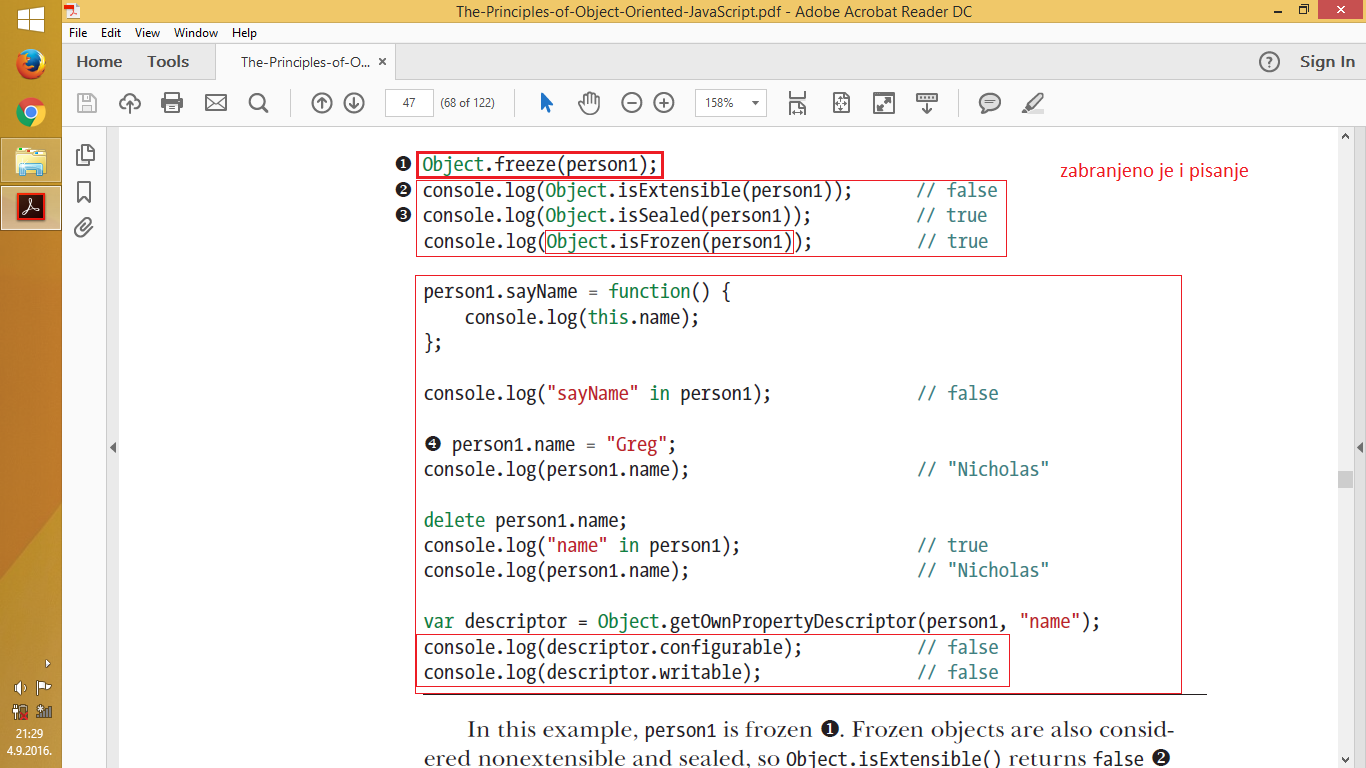 The-Principles-of-Object-Oriented-JavaScript.pdf - Adobe Acrobat Reader DC
File Edit View Window Help
Home Tools The-Principles-of-O... × ? Sign In
47 (68 of 122) 158%
❶ Object.freeze(person1); zabranjeno je i pisanje
❷ console.log(Object.isExtensible(person1)); // false
❸ console.log(Object.isSealed(person1)); // true
console.log(Object.isFrozen(person1)); // true
person1.sayName = function() {
console.log(this.name);
};
console.log("sayName" in person1); // false
❹ person1.name = "Greg";
console.log(person1.name); // "Nicholas"
delete person1.name;
console.log("name" in person1); // true
console.log(person1.name); // "Nicholas"
var descriptor = Object.getOwnPropertyDescriptor(person1, "name");
console.log(descriptor.configurable); // false
console.log(descriptor.writable); // false
In this example, person1 is frozen ❶. Frozen objects are also consid-
ered nonextensible and sealed, so Object.isExtensible() returns false ❷
21:29
4.9.2016.